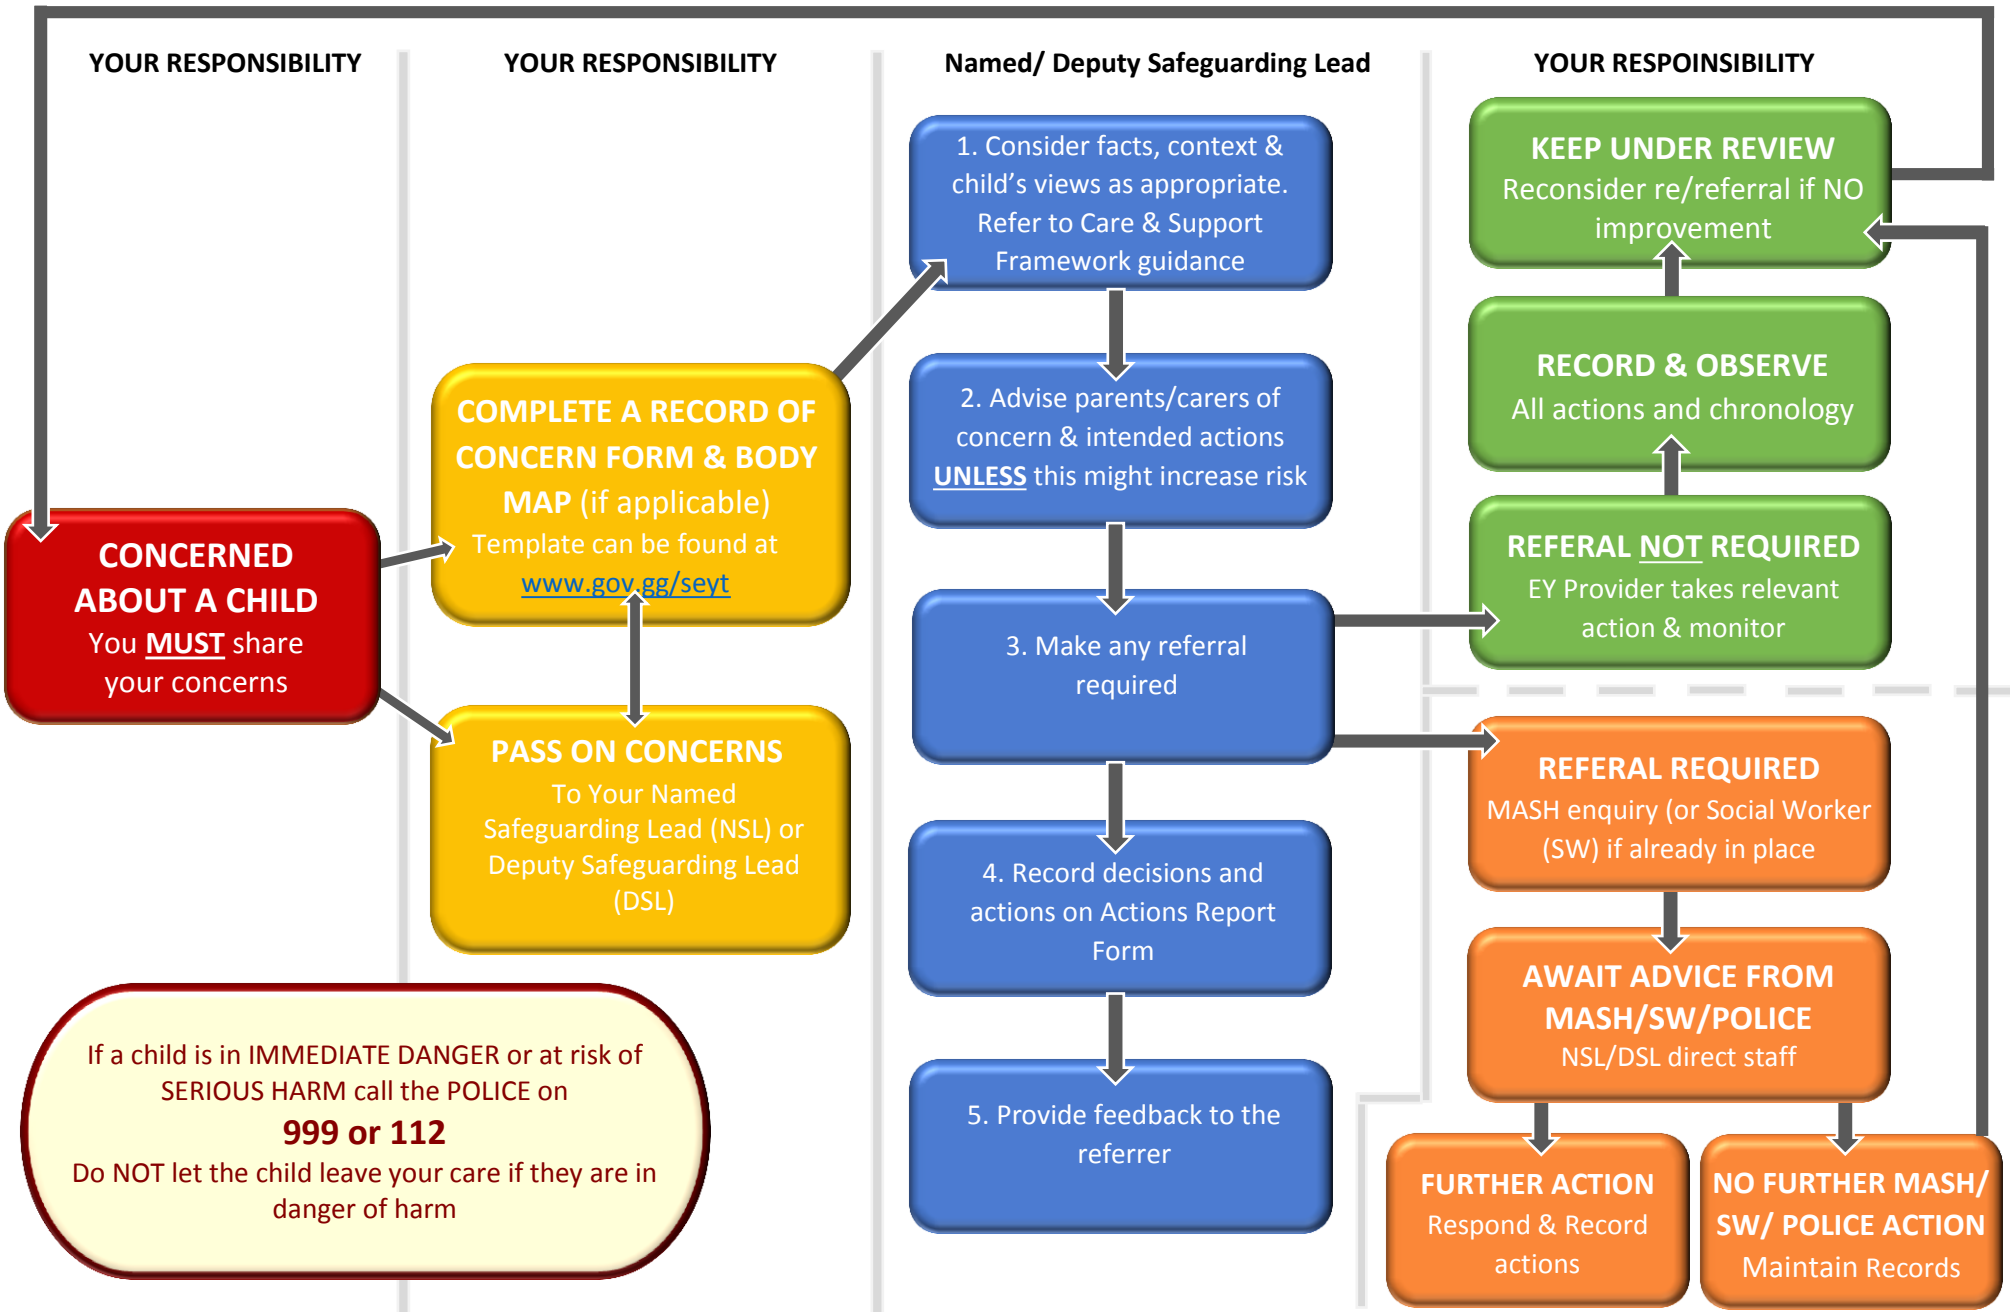 YOUR RESPONSIBILITY
CONCERNED
ABOUT A CHILD
You MUST share
your concerns
YOUR RESPONSIBILITY
COMPLETE A RECORD OF
CONCERN FORM & BODY
MAP (if applicable)
Template can be found at
www.gov.gg/seyt
PASS ON CONCERNS
To Your Named
Safeguarding Lead (NSL) or
Deputy Safeguarding Lead
(DSL)
If a child is in IMMEDIATE DANGER or at risk of
SERIOUS HARM call the POLICE on
999 or 112
Do NOT let the child leave your care if they are in
danger of harm
Named/ Deputy Safeguarding Lead
1. Consider facts, context &
child’s views as appropriate.
Refer to Care & Support
Framework guidance
2. Advise parents/carers of
concern & intended actions
UNLESS this might increase risk
3. Make any referral
required
4. Record decisions and
actions on Actions Report
Form
5. Provide feedback to the
referrer
YOUR RESPOINSIBILITY
KEEP UNDER REVIEW
Reconsider re/referral if NO
improvement
RECORD & OBSERVE
All actions and chronology
REFERAL NOT REQUIRED
EY Provider takes relevant
action & monitor
REFERAL REQUIRED
MASH enquiry (or Social Worker
(SW) if already in place
AWAIT ADVICE FROM
MASH/SW/POLICE
NSL/DSL direct staff
FURTHER ACTION
Respond & Record
actions
NO FURTHER MASH/
SW/ POLICE ACTION
Maintain Records